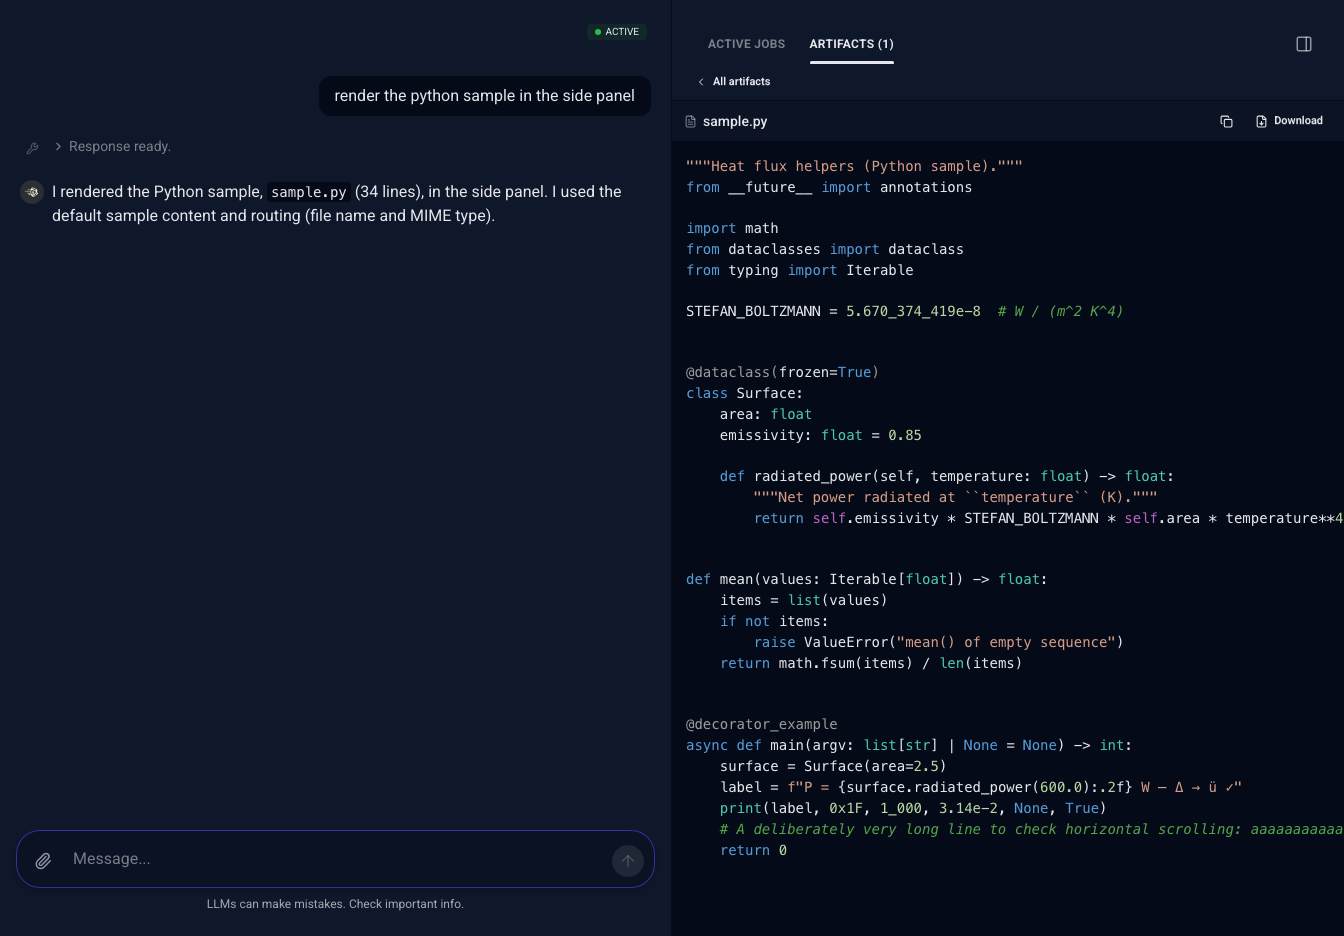 ACTIVE
render the python sample in the side panel
Response ready.
I rendered the Python sample, sample.py (34 lines), in the side panel. I used the
default sample content and routing (file name and MIME type).
Message...
LLMs can make mistakes. Check important info.
ACTIVE JOBS
ARTIFACTS (1)
All artifacts
sample.py
Download
"""Heat flux helpers (Python sample)."""
from __future__ import annotations

import math
from dataclasses import dataclass
from typing import Iterable

STEFAN_BOLTZMANN = 5.670_374_419e-8  # W / (m^2 K^4)


@dataclass(frozen=True)
class Surface:
    area: float
    emissivity: float = 0.85

    def radiated_power(self, temperature: float) -> float:
        """Net power radiated at ``temperature`` (K)."""
        return self.emissivity * STEFAN_BOLTZMANN * self.area * temperature**4


def mean(values: Iterable[float]) -> float:
    items = list(values)
    if not items:
        raise ValueError("mean() of empty sequence")
    return math.fsum(items) / len(items)


@decorator_example
async def main(argv: list[str] | None = None) -> int:
    surface = Surface(area=2.5)
    label = f"P = {surface.radiated_power(600.0):.2f} W — Δ → ü ✓"
    print(label, 0x1F, 1_000, 3.14e-2, None, True)
    # A deliberately very long line to check horizontal scrolling: aaaaaaaaaaa
    return 0